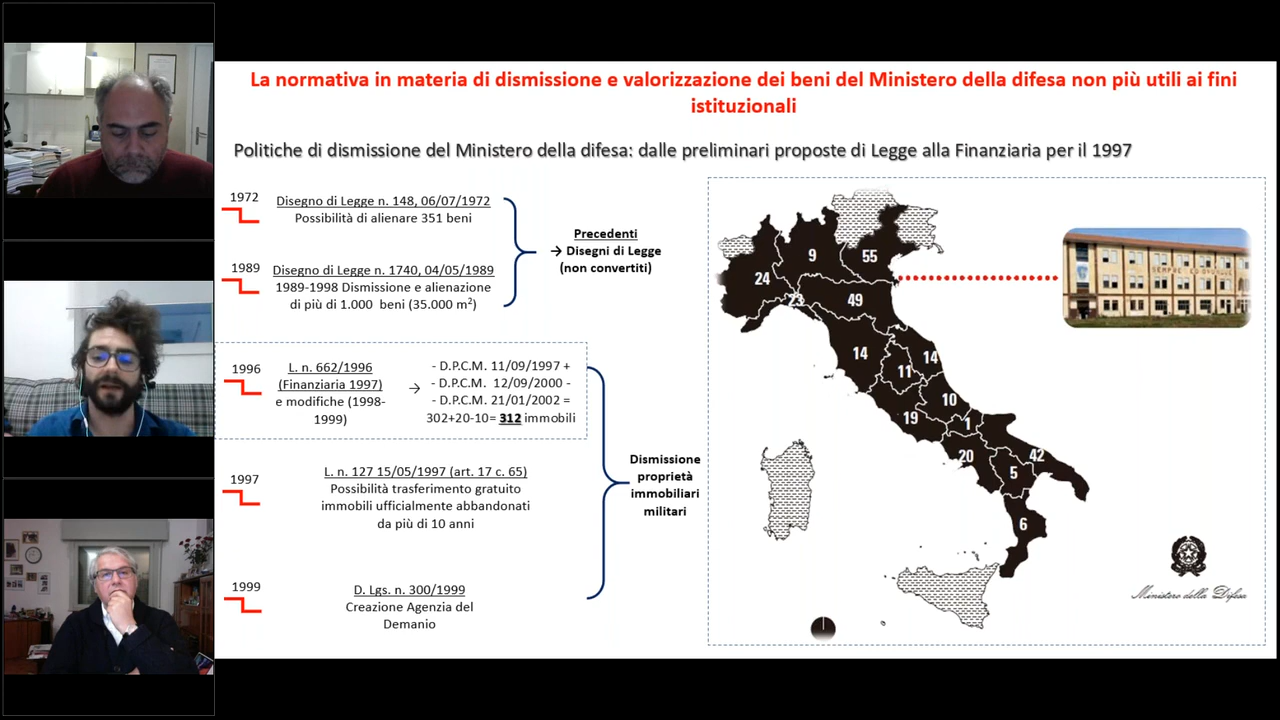 La normativa in materia di dismissione e valorizzazione dei beni del Ministero della difesa non più utili ai fini
istituzionali
Politiche di dismissione del Ministero della difesa: dalle preliminari proposte di Legge alla Finanziaria per il 1997
1972
Disegno di Legge n. 148, 06/07/1972
Possibilità di alienare 351 beni
1989
Disegno di Legge n. 1740, 04/05/1989
1989-1998 Dismissione e alienazione
di più di 1.000 beni (35.000 m²)
Precedenti
→ Disegni di Legge
(non convertiti)
1996
L. n. 662/1996
(Finanziaria 1997)
e modifiche (1998-
1999)
→
- D.P.C.M. 11/09/1997 +
- D.P.C.M. 12/09/2000 -
- D.P.C.M. 21/01/2002 =
302+20-10= 312 immobili
1997
L. n. 127 15/05/1997 (art. 17 c. 65)
Possibilità trasferimento gratuito
immobili ufficialmente abbandonati
da più di 10 anni
1999
D. Lgs. n. 300/1999
Creazione Agenzia del
Demanio
Dismissione
proprietà
immobiliari
militari
9
55
24
23
49
14
14
11
10
19
1
20
42
5
6
SEMPRE ED OVUNQUE
Ministero della Difesa